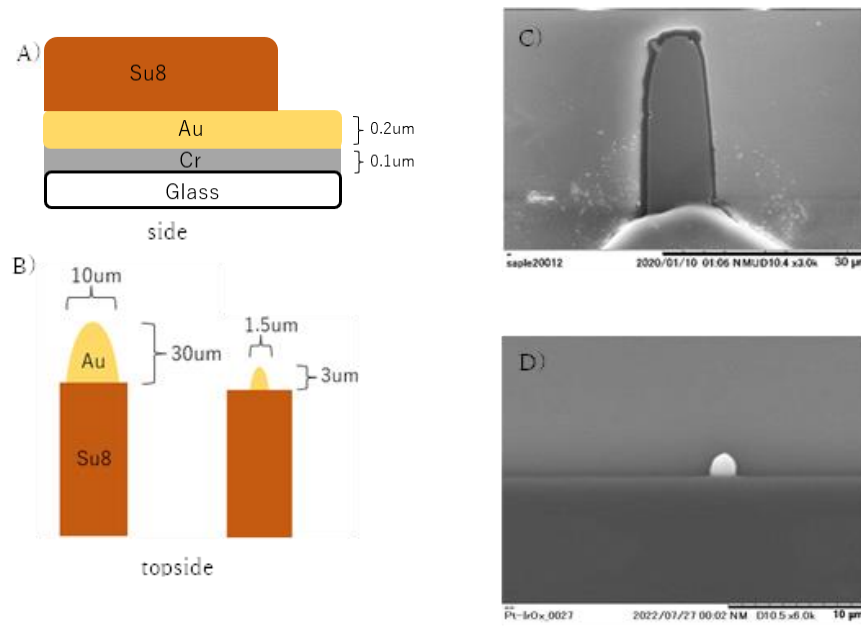 A)
Su8
Au
0.2um
Cr
0.1um
Glass
side
B)
10um
1.5um
Au
30um
3um
Su8
topside
C)
saple20012 2020/01/10 01:06 NMUD10.4 x3.0k 30 µm
D)
Pt-IrOx_0027 2022/07/27 00:02 NM D10.5 x6.0k 10 µm